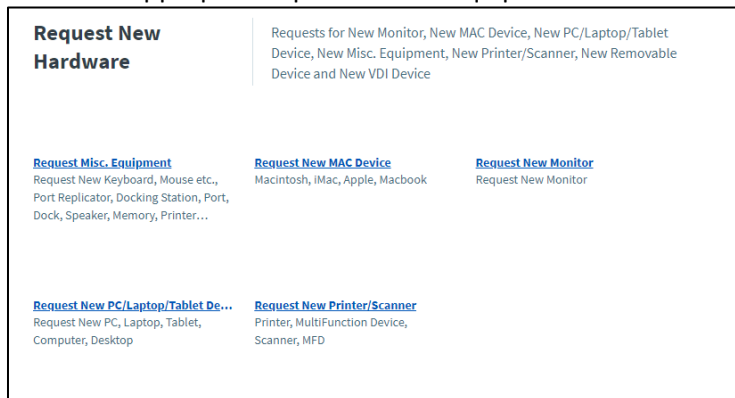 Request New
Hardware
Requests for New Monitor, New MAC Device, New PC/Laptop/Tablet
Device, New Misc. Equipment, New Printer/Scanner, New Removable
Device and New VDI Device
Request Misc. Equipment
Request New Keyboard, Mouse etc.,
Port Replicator, Docking Station, Port,
Dock, Speaker, Memory, Printer...
Request New MAC Device
Macintosh, iMac, Apple, Macbook
Request New Monitor
Request New Monitor
Request New PC/Laptop/Tablet De...
Request New PC, Laptop, Tablet,
Computer, Desktop
Request New Printer/Scanner
Printer, MultiFunction Device,
Scanner, MFD